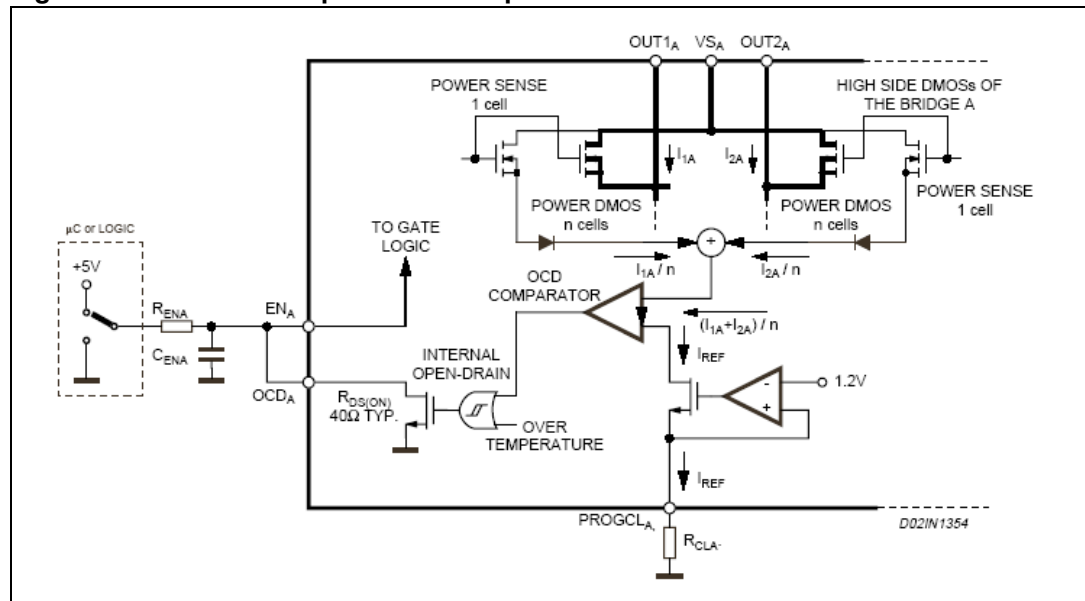 OUT1A VSA OUT2A
POWER SENSE
1 cell
HIGH SIDE DMOSs OF
THE BRIDGE A
I1A
I2A
POWER DMOS
n cells
POWER DMOS
n cells
POWER SENSE
1 cell
µC or LOGIC
+5V
TO GATE
LOGIC
+
I1A / n
I2A / n
OCD
COMPARATOR
RENA
ENA
(I1A+I2A) / n
IREF
CENA
INTERNAL
OPEN-DRAIN
-
+
1.2V
OCDA
RDS(ON)
40Ω TYP.
OVER
TEMPERATURE
IREF
PROGCLA,
D02IN1354
RCLA-